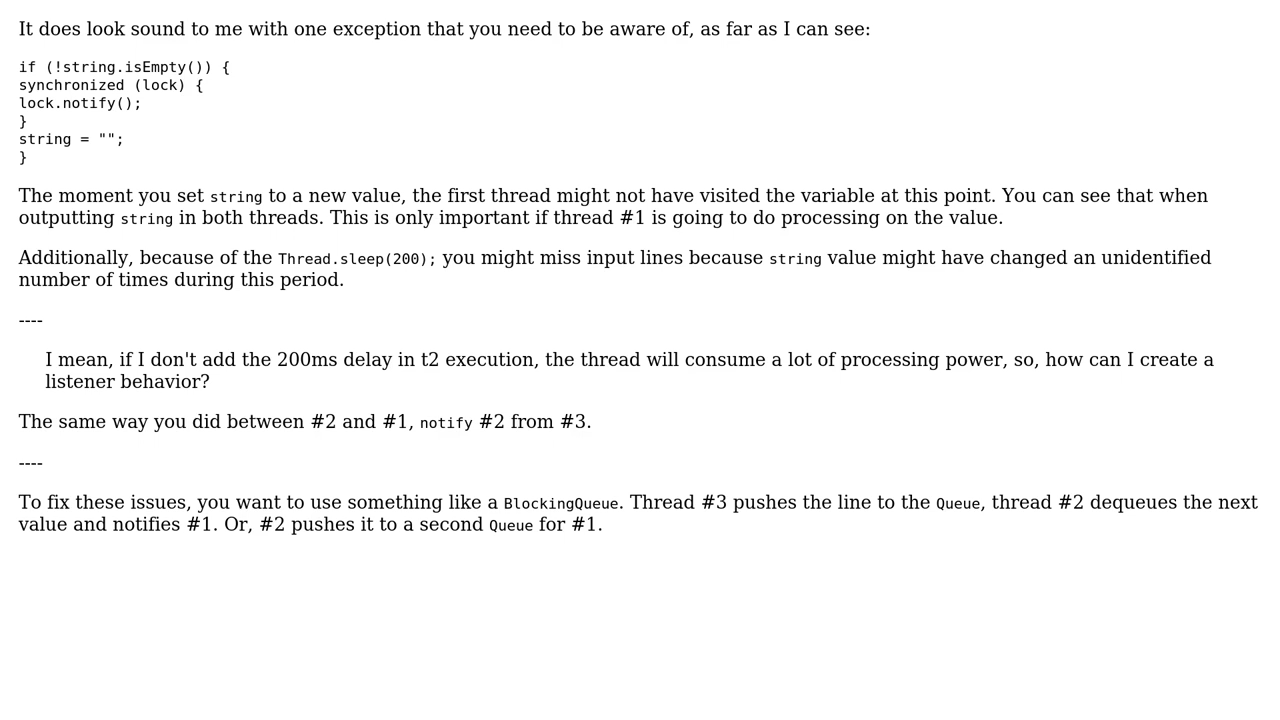 It does look sound to me with one exception that you need to be aware of, as far as I can see:
if (!string.isEmpty()) {
synchronized (lock) {
lock.notify();
}
string = "";
}
The moment you set string to a new value, the first thread might not have visited the variable at this point. You can see that when
outputting string in both threads. This is only important if thread #1 is going to do processing on the value.
Additionally, because of the Thread.sleep(200); you might miss input lines because string value might have changed an unidentified
number of times during this period.
----
I mean, if I don't add the 200ms delay in t2 execution, the thread will consume a lot of processing power, so, how can I create a
listener behavior?
The same way you did between #2 and #1, notify #2 from #3.
----
To fix these issues, you want to use something like a BlockingQueue. Thread #3 pushes the line to the Queue, thread #2 dequeues the next
value and notifies #1. Or, #2 pushes it to a second Queue for #1.